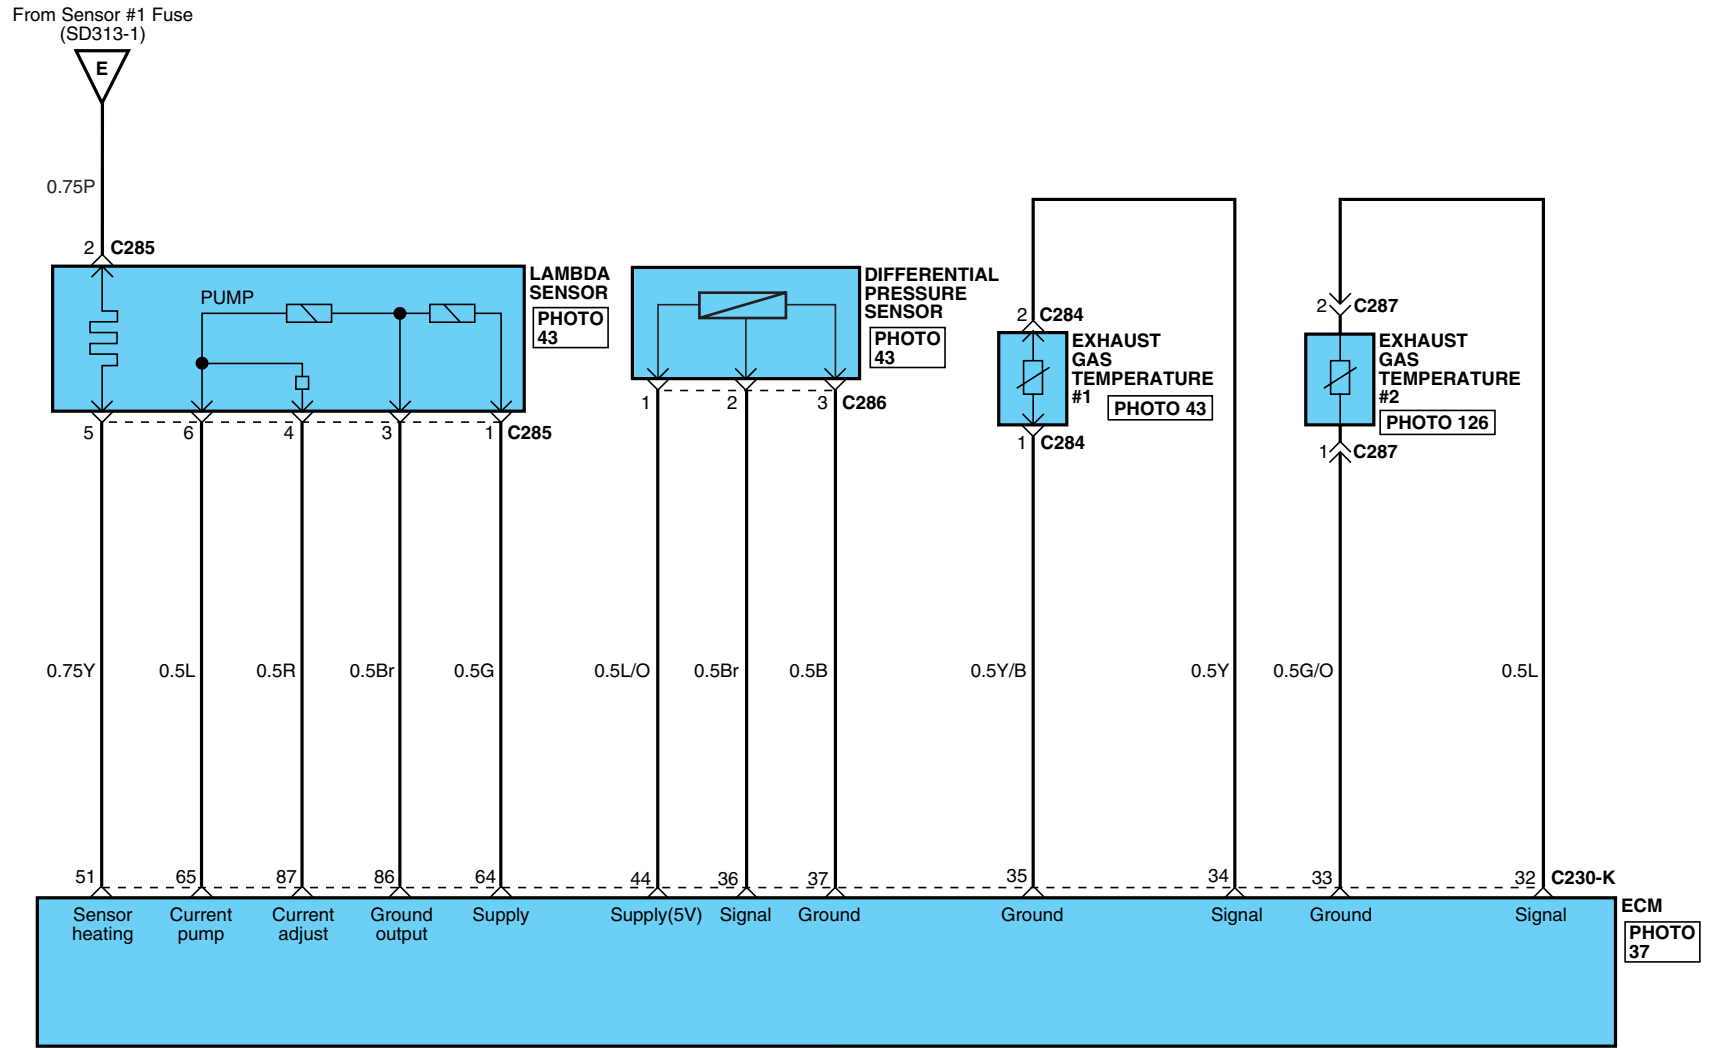 From Sensor #1 Fuse
(SD313-1)
E
0.75P
2 C285
LAMBDA
SENSOR
PHOTO
43
PUMP
5
6
4
3
1 C285
DIFFERENTIAL
PRESSURE
SENSOR
PHOTO
43
1
2
3 C286
2 C284
EXHAUST
GAS
TEMPERATURE
#1
PHOTO 43
1 C284
2 C287
EXHAUST
GAS
TEMPERATURE
#2
PHOTO 126
1 C287
0.75Y
0.5L
0.5R
0.5Br
0.5G
0.5L/O
0.5Br
0.5B
0.5Y/B
0.5Y
0.5G/O
0.5L
51
65
87
86
64
44
36
37
35
34
33
32 C230-K
Sensor
heating
Current
pump
Current
adjust
Ground
output
Supply
Supply(5V)
Signal
Ground
Ground
Signal
Ground
Signal
ECM
PHOTO
37